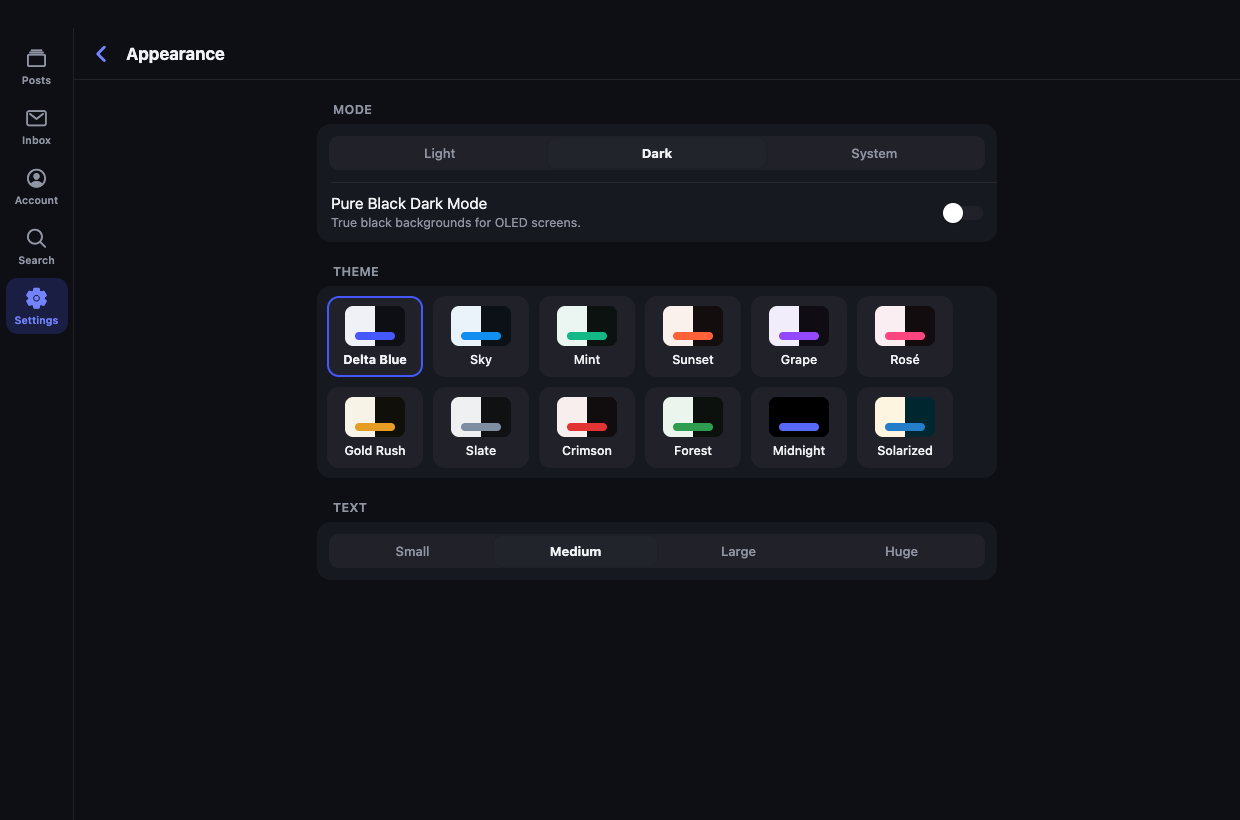 Appearance
Posts
Inbox
Account
Search
Settings
MODE
Light
Dark
System
Pure Black Dark Mode
True black backgrounds for OLED screens.
THEME
Delta Blue
Sky
Mint
Sunset
Grape
Rosé
Gold Rush
Slate
Crimson
Forest
Midnight
Solarized
TEXT
Small
Medium
Large
Huge